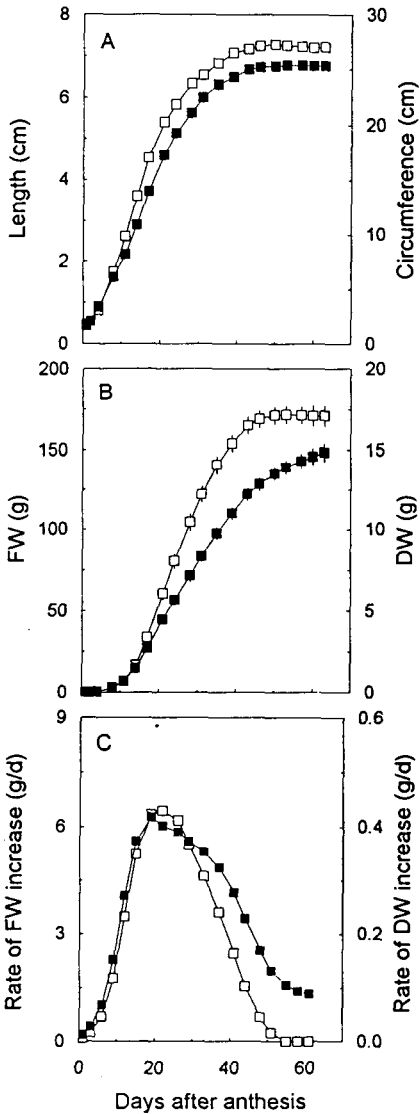 A
Length (cm)
8
6
4
2
0
Circumference (cm)
30
20
10
0
B
FW (g)
200
150
100
50
0
DW (g)
20
15
10
5
0
C
Rate of FW increase (g/d)
9
6
3
0
Rate of DW increase (g/d)
0.6
0.4
0.2
0.0
0 20 40 60
Days after anthesis